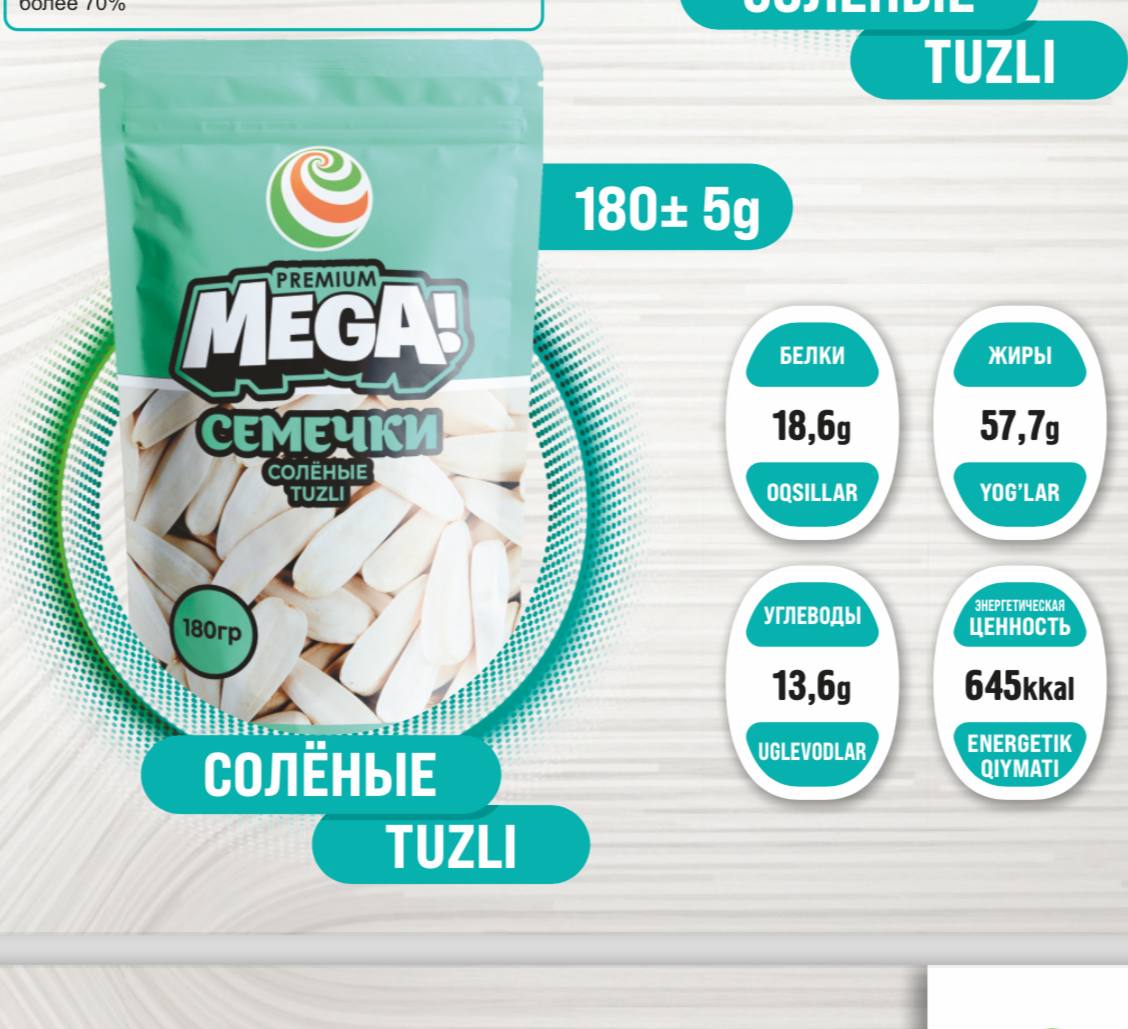 более 70%
СОЛЁНЫЕ
TUZLI
180± 5g
PREMIUM
MEGA!
СЕМЕЧКИ
СОЛЁНЫЕ
TUZLI
180гр
БЕЛКИ
18,6g
OQSILLAR
ЖИРЫ
57,7g
YOG'LAR
УГЛЕВОДЫ
13,6g
UGLEVODLAR
ЭНЕРГЕТИЧЕСКАЯ
ЦЕННОСТЬ
645kkal
ENERGETIK
QIYMATI
СОЛЁНЫЕ
TUZLI